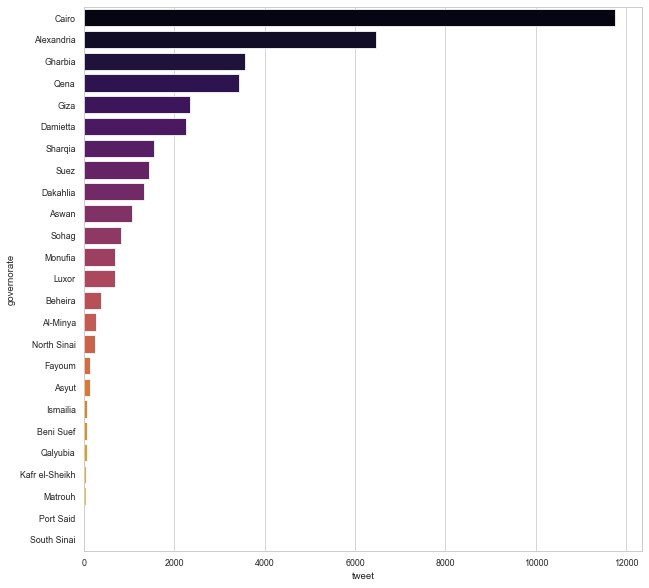 Cairo
Alexandria
Gharbia
Qena
Giza
Damietta
Sharqia
Suez
Dakahlia
Aswan
Sohag
Monufia
Luxor
Beheira
Al-Minya
North Sinai
Fayoum
Asyut
Ismailia
Beni Suef
Qalyubia
Kafr el-Sheikh
Matrouh
Port Said
South Sinai
governorate
0 2000 4000 6000 8000 10000 12000
tweet